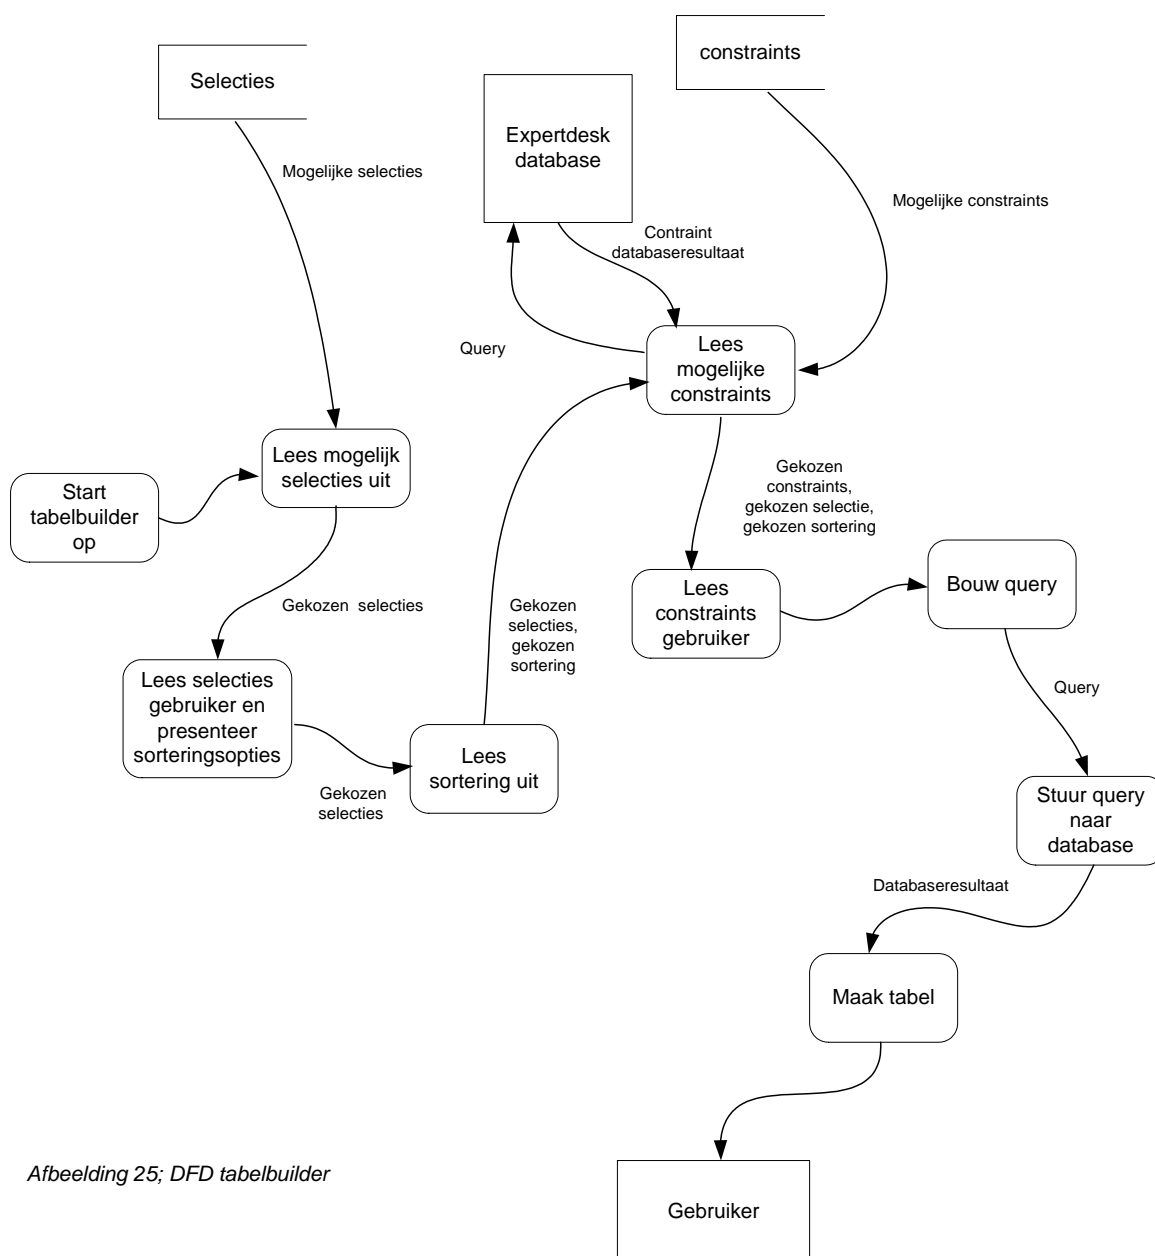 constraints
Selecties
Expertdesk
database
Mogelijke selecties
Mogelijke constraints
Contraint
databaseresultaat
Query
Lees
mogelijke
constraints
Lees mogelijk
selecties uit
Start
tabelbuilder
op
Gekozen
constraints,
gekozen selectie,
gekozen sortering
Gekozen  selecties
Gekozen
selecties,
gekozen
sortering
Lees
constraints
gebruiker
Bouw query
Lees selecties
gebruiker en
presenteer
sorteringsopties
Query
Lees
sortering uit
Gekozen
selecties
Stuur query
naar
database
Databaseresultaat
Maak tabel
Afbeelding 25; DFD tabelbuilder
Gebruiker